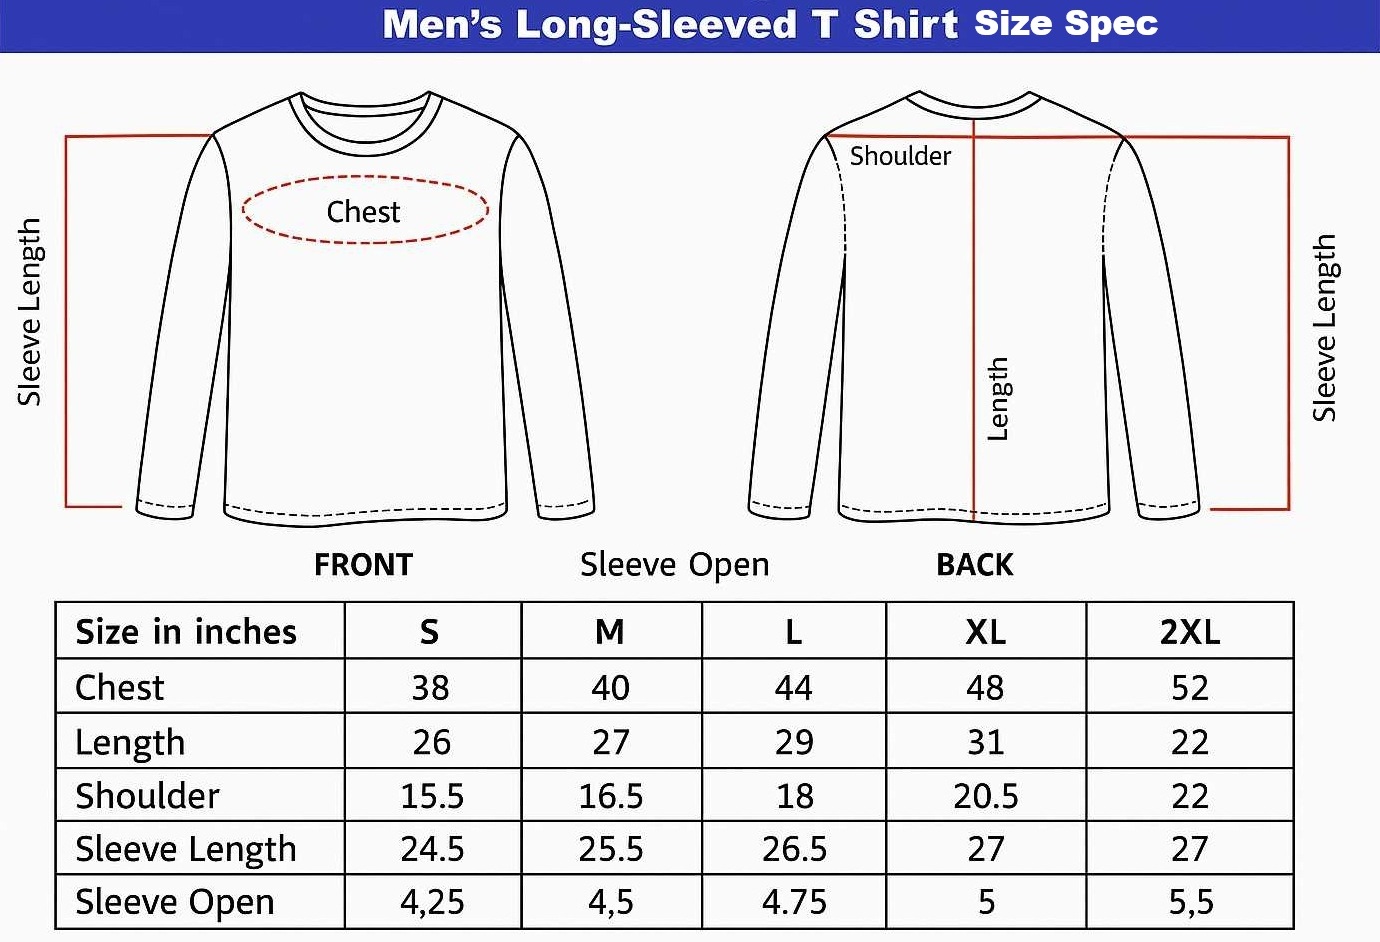 Men's Long-Sleeved T Shirt Size Spec
Sleeve Length
Chest
Shoulder
Length
Sleeve Length
FRONT
Sleeve Open
BACK
Size in inches S M L XL 2XL
Chest 38 40 44 48 52
Length 26 27 29 31 22
Shoulder 15.5 16.5 18 20.5 22
Sleeve Length 24.5 25.5 26.5 27 27
Sleeve Open 4,25 4,5 4.75 5 5,5